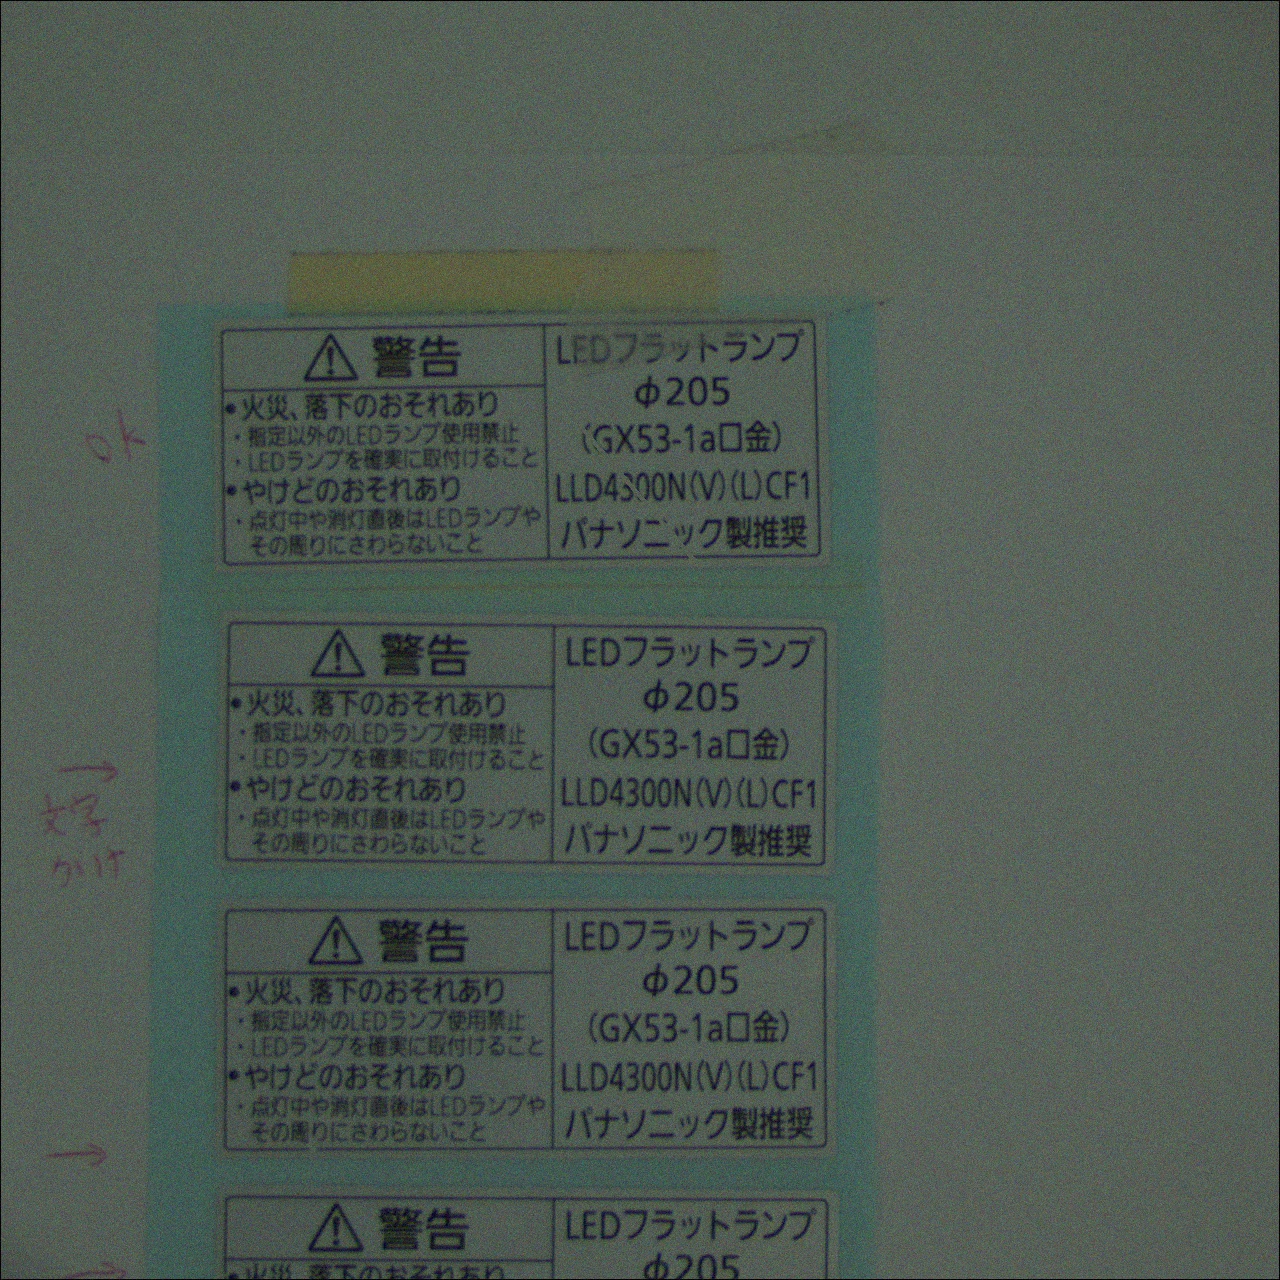 警告
●火災、落下のおそれあり
・指定以外のLEDランプ使用禁止
・LEDランプを確実に取付けること
●やけどのおそれあり
・点灯中や消灯直後はLEDランプや
その周りにさわらないこと
LEDフラットランプ
φ205
(GX53-1a口金)
LLD4300N(V)(L)CF1
パナソニック製推奨
ok
警告
●火災、落下のおそれあり
・指定以外のLEDランプ使用禁止
・LEDランプを確実に取付けること
●やけどのおそれあり
・点灯中や消灯直後はLEDランプや
その周りにさわらないこと
LEDフラットランプ
φ205
(GX53-1a口金)
LLD4300N(V)(L)CF1
パナソニック製推奨
→
文字
カスレ
警告
●火災、落下のおそれあり
・指定以外のLEDランプ使用禁止
・LEDランプを確実に取付けること
●やけどのおそれあり
・点灯中や消灯直後はLEDランプや
その周りにさわらないこと
LEDフラットランプ
φ205
(GX53-1a口金)
LLD4300N(V)(L)CF1
パナソニック製推奨
→
警告
●火災、落下のおそれあり
LEDフラットランプ
φ205
→